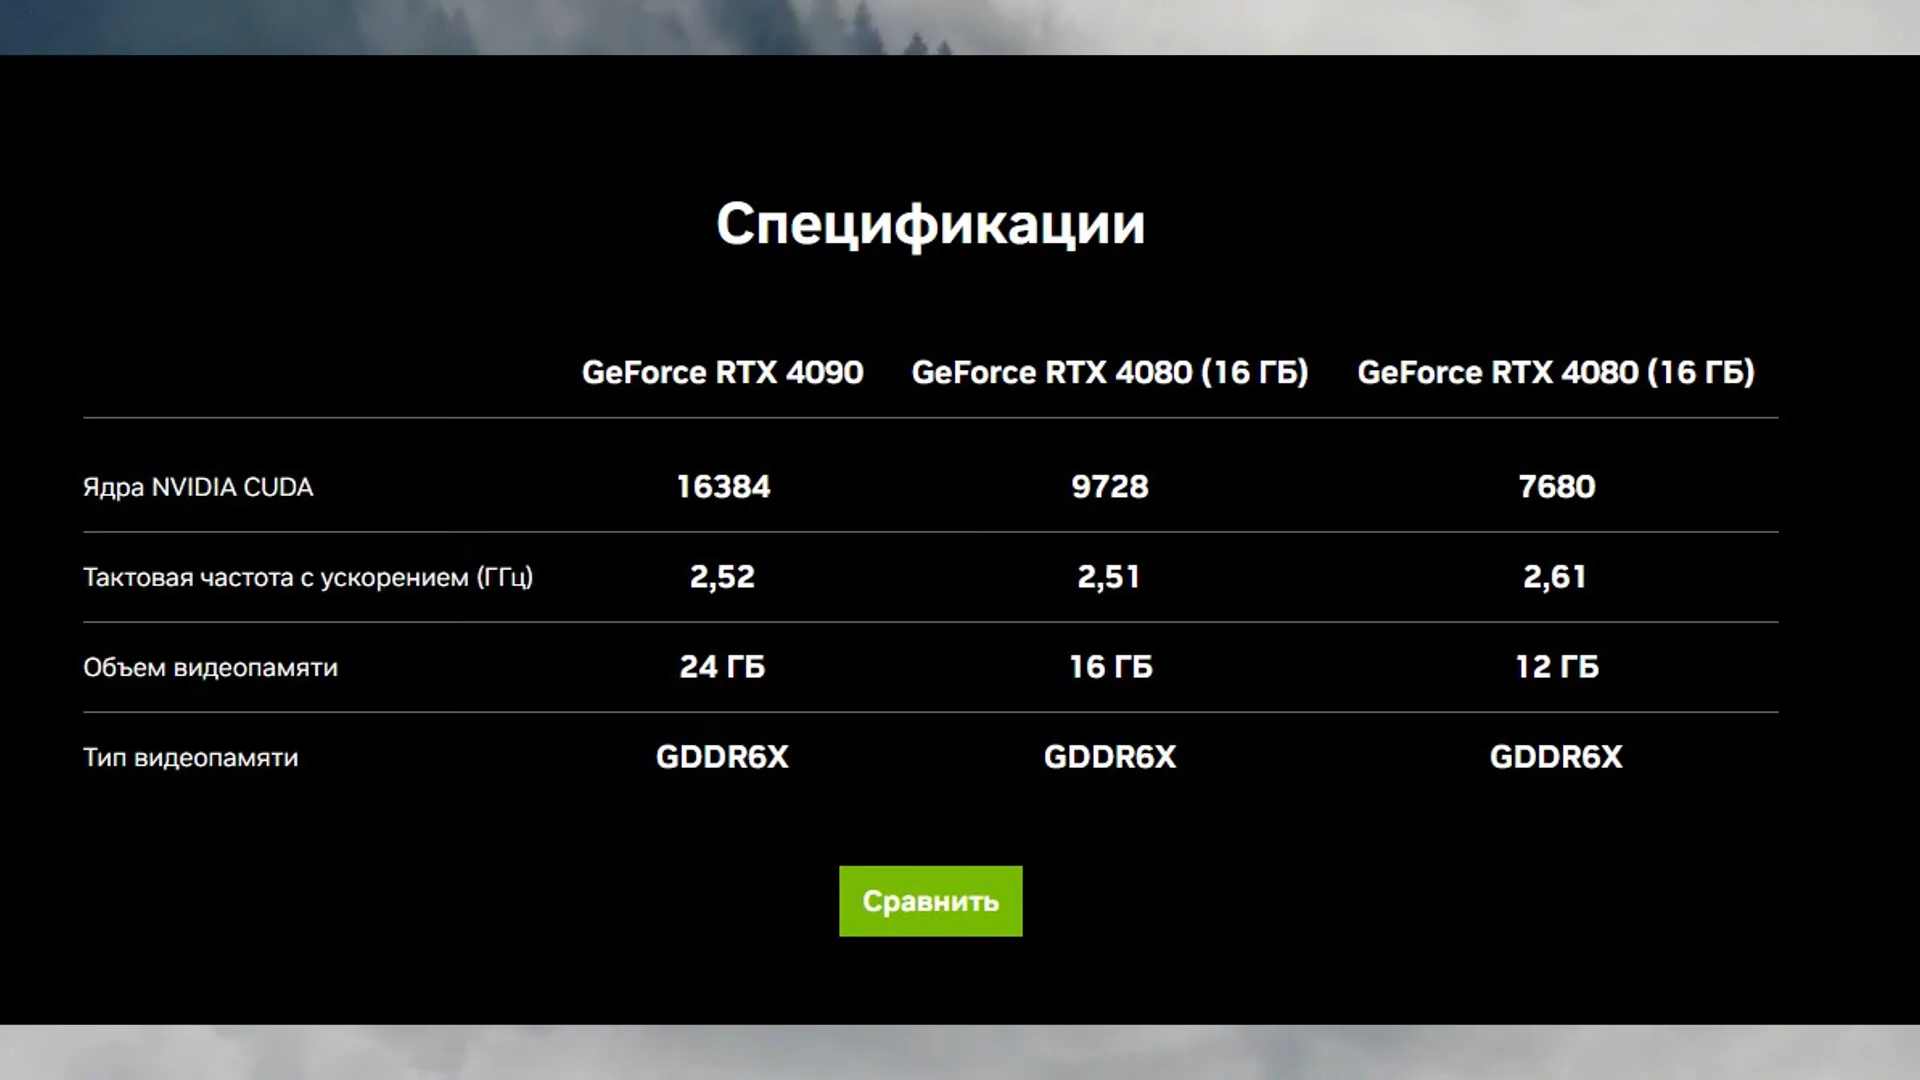 Спецификации
GeForce RTX 4090 GeForce RTX 4080 (16 ГБ) GeForce RTX 4080 (16 ГБ)
Ядра NVIDIA CUDA 16384 9728 7680
Тактовая частота с ускорением (ГГц) 2,52 2,51 2,61
Объем видеопамяти 24 ГБ 16 ГБ 12 ГБ
Тип видеопамяти GDDR6X GDDR6X GDDR6X
Сравнить